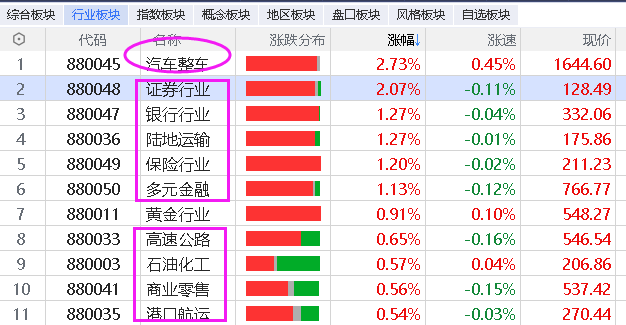 综合板块 行业板块 指数板块 概念板块 地区板块 盘口板块 风格板块 自选板块
代码 名称 涨跌分布 涨幅↓ 涨速 现价
1 880045 汽车整车 2.73% 0.45% 1644.60
2 880048 证券行业 2.07% -0.11% 128.49
3 880047 银行行业 1.27% -0.04% 332.06
4 880036 陆地运输 1.27% -0.01% 175.86
5 880049 保险行业 1.20% -0.02% 211.23
6 880050 多元金融 1.13% -0.12% 766.77
7 880011 黄金行业 0.91% 0.10% 548.27
8 880033 高速公路 0.65% -0.16% 546.54
9 880003 石油化工 0.57% 0.04% 206.86
10 880041 商业零售 0.56% -0.15% 537.42
11 880035 港口航运 0.54% -0.03% 270.44